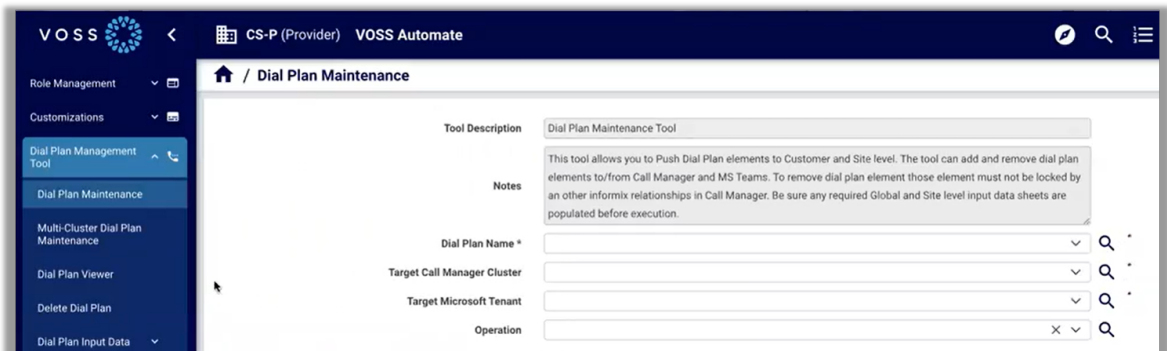 VOSS
CS-P (Provider) VOSS Automate
Role Management
Customizations
Dial Plan Management
Tool
Dial Plan Maintenance
Multi-Cluster Dial Plan
Maintenance
Dial Plan Viewer
Delete Dial Plan
Dial Plan Input Data
/ Dial Plan Maintenance
Tool Description
Dial Plan Maintenance Tool
Notes
This tool allows you to Push Dial Plan elements to Customer and Site level. The tool can add and remove dial plan
elements to/from Call Manager and MS Teams. To remove dial plan element those element must not be locked by
an other informix relationships in Call Manager. Be sure any required Global and Site level input data sheets are
populated before execution.
Dial Plan Name *
Target Call Manager Cluster
Target Microsoft Tenant
Operation